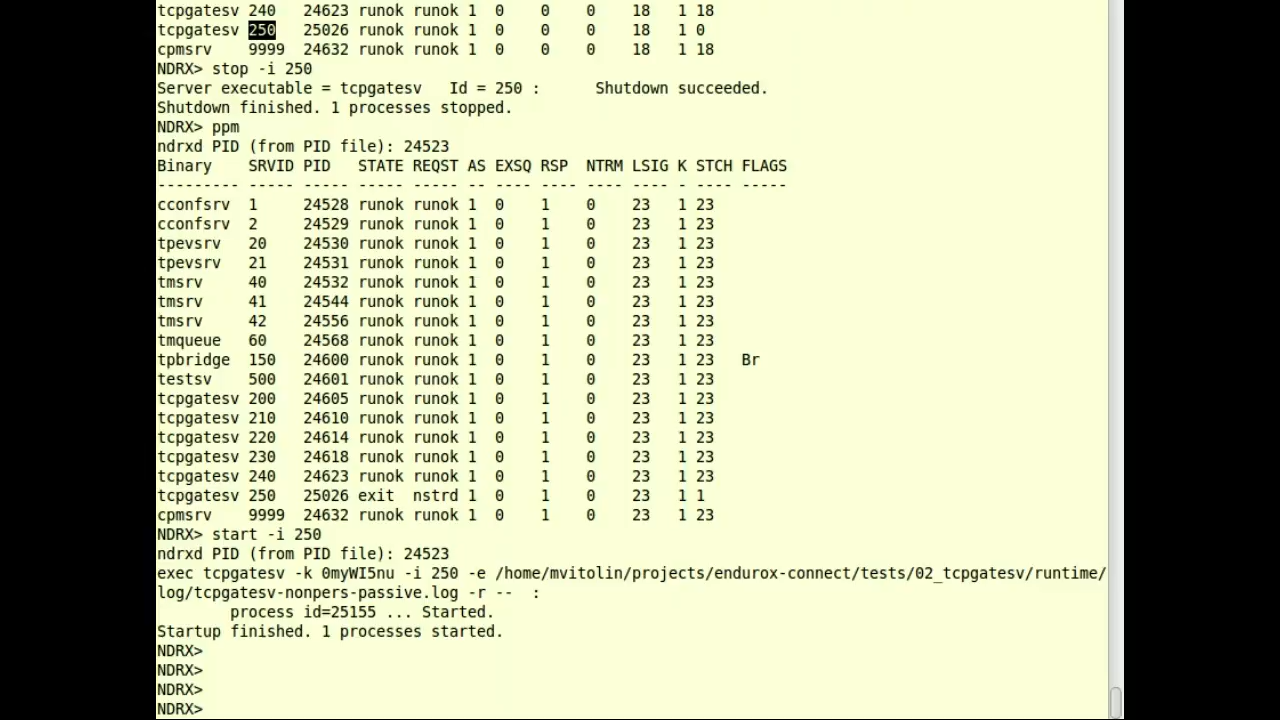 tcpgatesv 240   24623 runok runok 1  0    0    0    18   1 18
tcpgatesv 250   25026 runok runok 1  0    0    0    18   1 0
cpmsrv    9999  24632 runok runok 1  0    0    0    18   1 18
NDRX> stop -i 250
Server executable = tcpgatesv   Id = 250 :      Shutdown succeeded.
Shutdown finished. 1 processes stopped.
NDRX> ppm
ndrxd PID (from PID file): 24523
Binary    SRVID PID   STATE REQST AS EXSQ RSP  NTRM LSIG K STCH FLAGS
--------- ----- ----- ----- ----- -- ---- ---- ---- ---- - ---- -----
cconfsrv  1     24528 runok runok 1  0    1    0    23   1 23
cconfsrv  2     24529 runok runok 1  0    1    0    23   1 23
tpevsrv   20    24530 runok runok 1  0    1    0    23   1 23
tpevsrv   21    24531 runok runok 1  0    1    0    23   1 23
tmsrv     40    24532 runok runok 1  0    1    0    23   1 23
tmsrv     41    24544 runok runok 1  0    1    0    23   1 23
tmsrv     42    24556 runok runok 1  0    1    0    23   1 23
tmqueue   60    24568 runok runok 1  0    1    0    23   1 23
tpbridge  150   24600 runok runok 1  0    1    0    23   1 23   Br
testsv    500   24601 runok runok 1  0    1    0    23   1 23
tcpgatesv 200   24605 runok runok 1  0    1    0    23   1 23
tcpgatesv 210   24610 runok runok 1  0    1    0    23   1 23
tcpgatesv 220   24614 runok runok 1  0    1    0    23   1 23
tcpgatesv 230   24618 runok runok 1  0    1    0    23   1 23
tcpgatesv 240   24623 runok runok 1  0    1    0    23   1 23
tcpgatesv 250   25026 exit  nstrd 1  0    1    0    23   1 1
cpmsrv    9999  24632 runok runok 1  0    1    0    23   1 23
NDRX> start -i 250
ndrxd PID (from PID file): 24523
exec tcpgatesv -k 0myWI5nu -i 250 -e /home/mvitolin/projects/endurox-connect/tests/02_tcpgatesv/runtime/
log/tcpgatesv-nonpers-passive.log -r --  :
        process id=25155 ... Started.
Startup finished. 1 processes started.
NDRX>
NDRX>
NDRX>
NDRX>